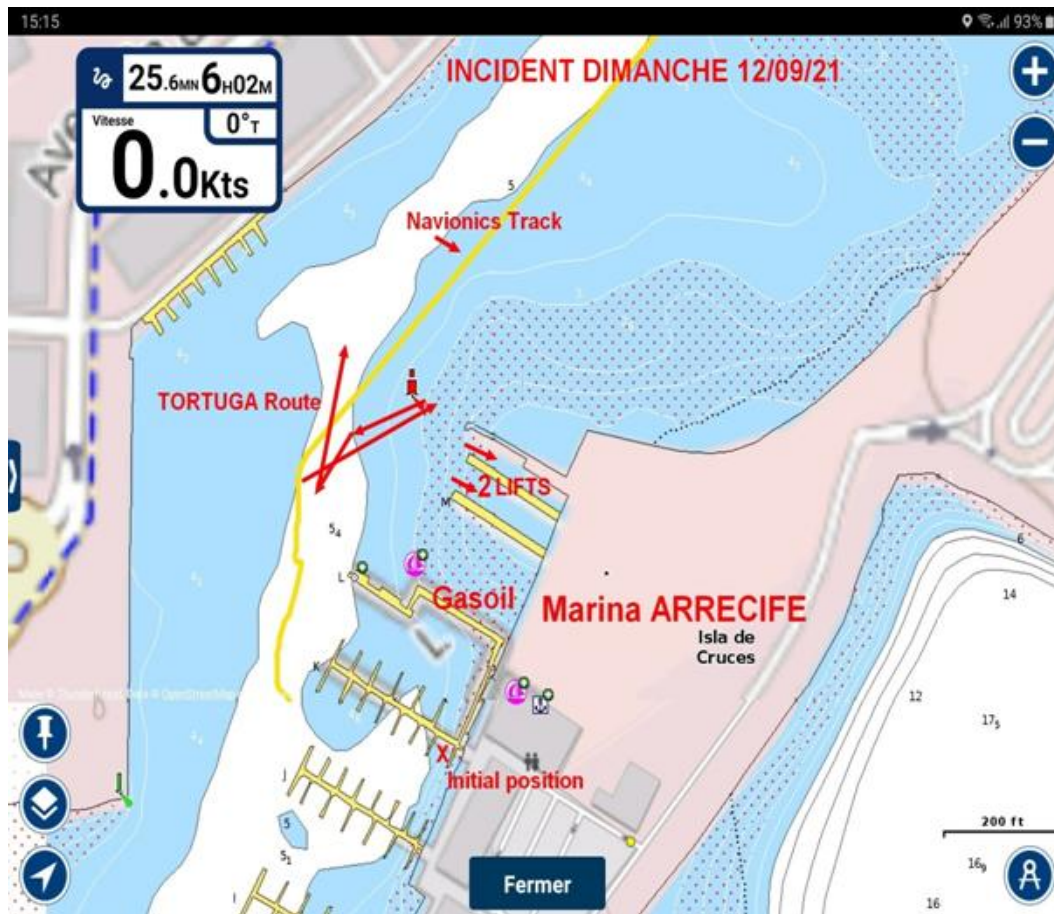 15:15
93%
INCIDENT DIMANCHE 12/09/21
25.6MN 6H02M
Vitesse
0°T
0.0Kts
Ave
Navionics Track
TORTUGA Route
2 LIFTS
M
L
Gasoil
Marina ARRECIFE
Isla de
Cruces
L
K
X
Initial position
J
I
5
5₄
5
5₁
6
14
12
17₅
16₉
16
200 ft
Fermer